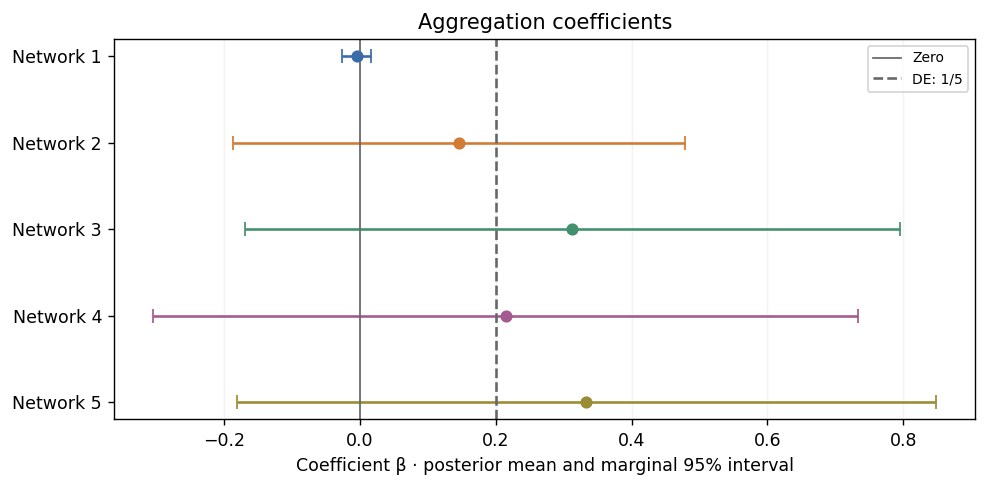 Aggregation coefficients
Network 1
Network 2
Network 3
Network 4
Network 5
Zero
DE: 1/5
−0.2 0.0 0.2 0.4 0.6 0.8
Coefficient β · posterior mean and marginal 95% interval